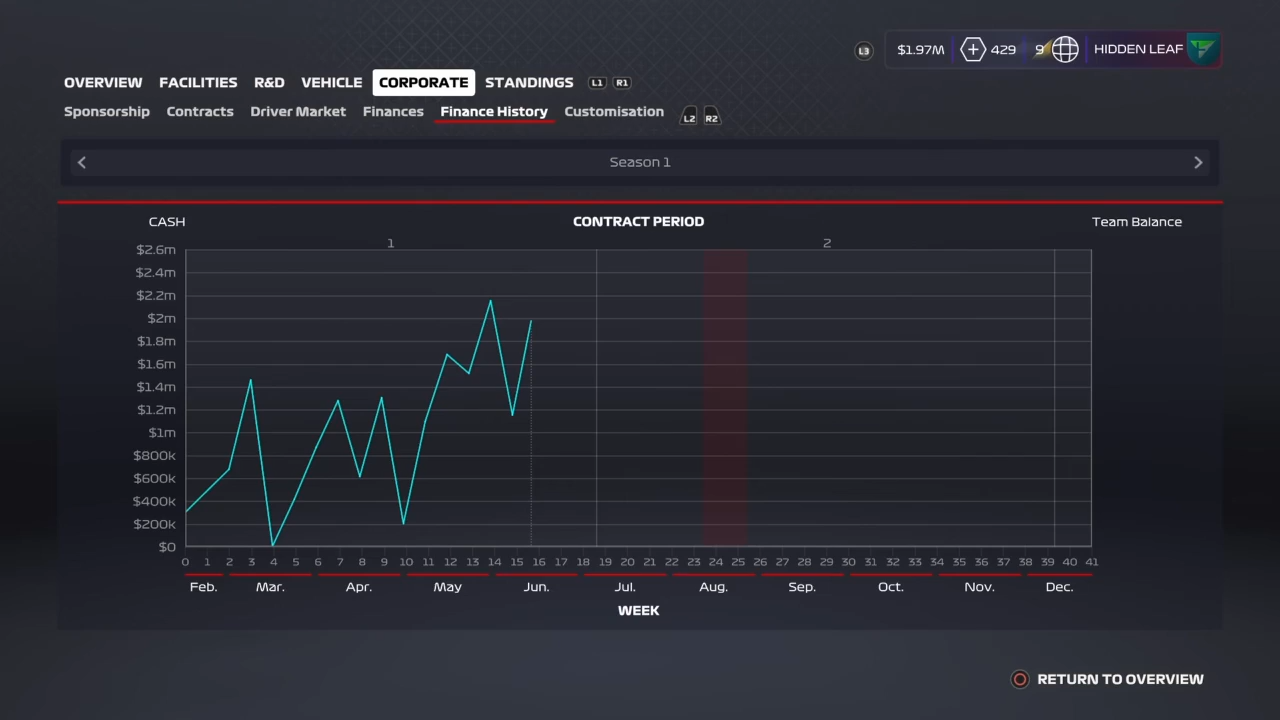 L3 $1.97M 429 9 HIDDEN LEAF
OVERVIEW FACILITIES R&D VEHICLE CORPORATE STANDINGS L1 R1
Sponsorship Contracts Driver Market Finances Finance History Customisation L2 R2
Season 1
CASH CONTRACT PERIOD Team Balance
1 2
$2.6m
$2.4m
$2.2m
$2m
$1.8m
$1.6m
$1.4m
$1.2m
$1m
$800k
$600k
$400k
$200k
$0
0 1 2 3 4 5 6 7 8 9 10 11 12 13 14 15 16 17 18 19 20 21 22 23 24 25 26 27 28 29 30 31 32 33 34 35 36 37 38 39 40 41
Feb. Mar. Apr. May Jun. Jul. Aug. Sep. Oct. Nov. Dec.
WEEK
RETURN TO OVERVIEW